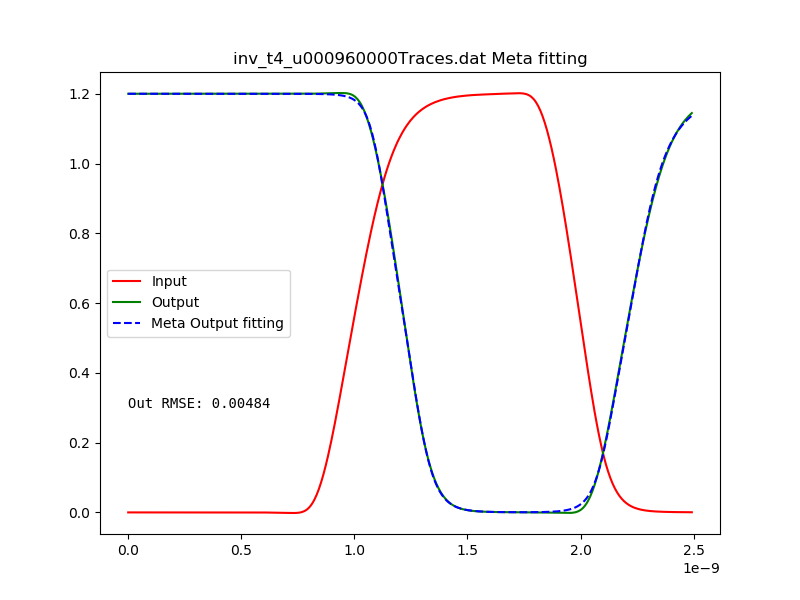 inv_t4_u000960000Traces.dat Meta fitting
1.2
1.0
0.8
0.6
0.4
0.2
0.0
Input
Output
Meta Output fitting
Out RMSE: 0.00484
0.0 0.5 1.0 1.5 2.0 2.5
1e−9